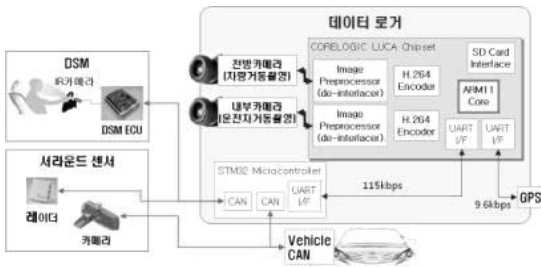 데이터 로거
CORELOGIC LUCA Chipset
전방카메라
(차량거동촬영)
Image
Preprocessor
(de-interlacer)
H.264
Encoder
SD Card
Interface
ARM11
Core
내부카메라
(운전자거동촬영)
Image
Preprocessor
(de-interlacer)
H.264
Encoder
UART
I/F
UART
I/F
DSM
IR카메라
DSM ECU
서라운드 센서
레이더
카메라
STM32 Microcontroller
CAN
CAN
UART
I/F
115kbps
9.6kbps
GPS
Vehicle
CAN